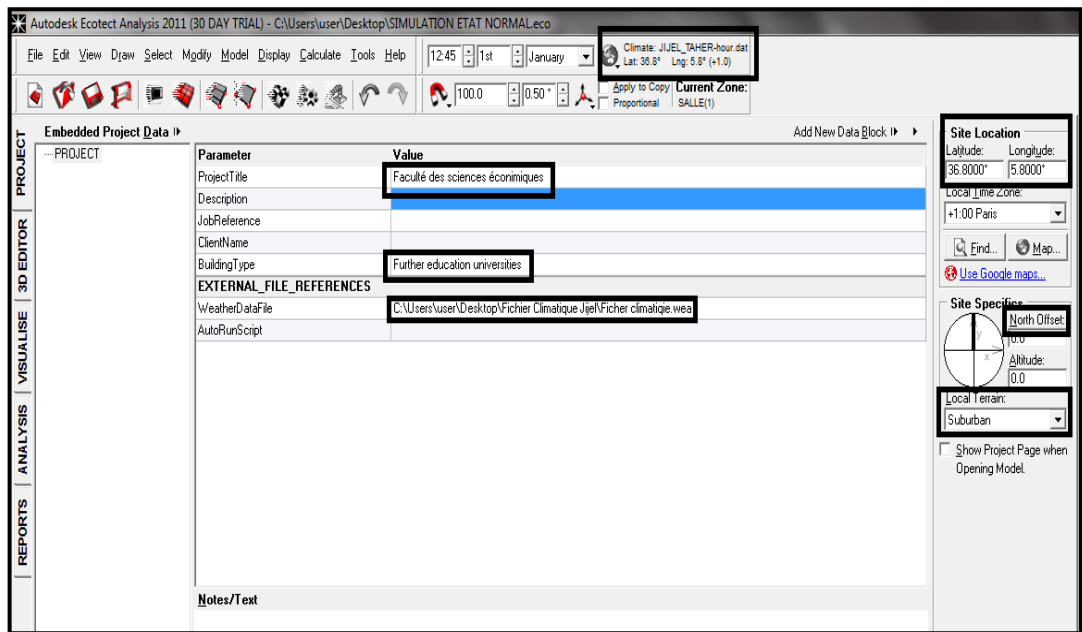 Autodesk Ecotect Analysis 2011 (30 DAY TRIAL) - C:\Users\user\Desktop\SIMULATION ETAT NORMAL.eco
File Edit View Draw Select Modify Model Display Calculate Tools Help
12:45 1st January
Climate: JIJEL_TAHER-hour.dat
Lat: 36.8° Lng: 5.8° (+1.0)
100.0 0.50 °
Apply to Copy
Proportional
Current Zone:
SALLE(1)
PROJECT
3D EDITOR
VISUALISE
ANALYSIS
REPORTS
Embedded Project Data
Add New Data Block
PROJECT
Parameter Value
ProjectTitle Faculté des sciences éconimiques
Description
JobReference
ClientName
BuildingType Further education universities
EXTERNAL_FILE_REFERENCES
WeatherDataFile C:\Users\user\Desktop\Fichier Climatique Jijel\Ficher climatiqie.wea
AutoRunScript
Notes/Text
Site Location
Latitude: Longitude:
36.8000° 5.8000°
Local Time Zone:
+1:00 Paris
Find... Map...
Use Google maps...
Site Specifics
North Offset:
0.0
y
x
Altitude:
0.0
Local Terrain:
Suburban
Show Project Page when
Opening Model.